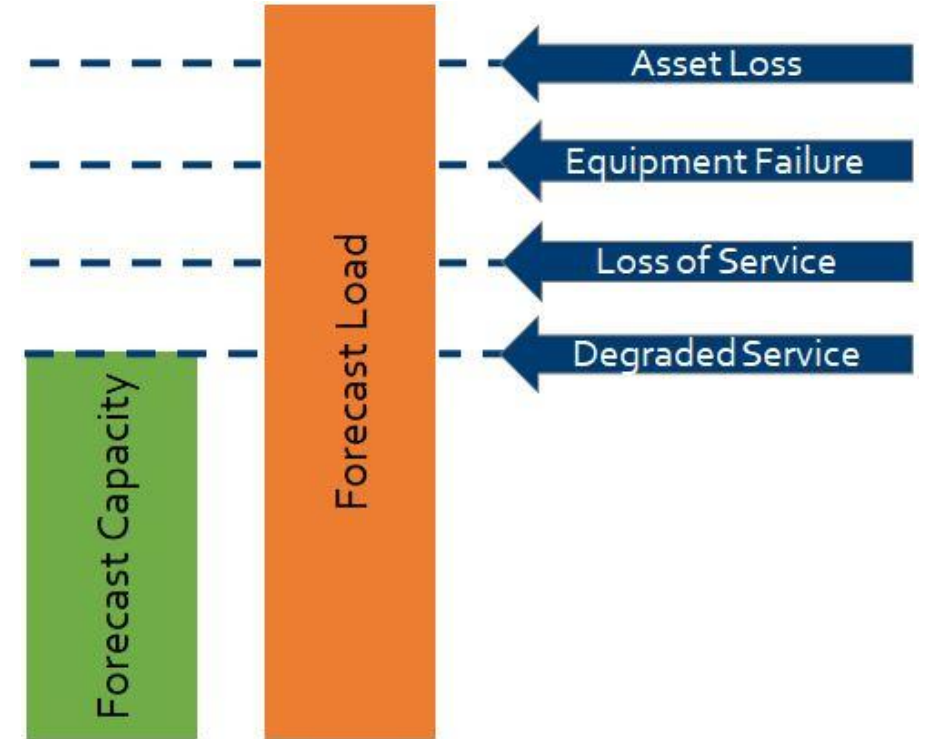 Asset Loss
Equipment Failure
Loss of Service
Degraded Service
Forecast Load
Forecast Capacity